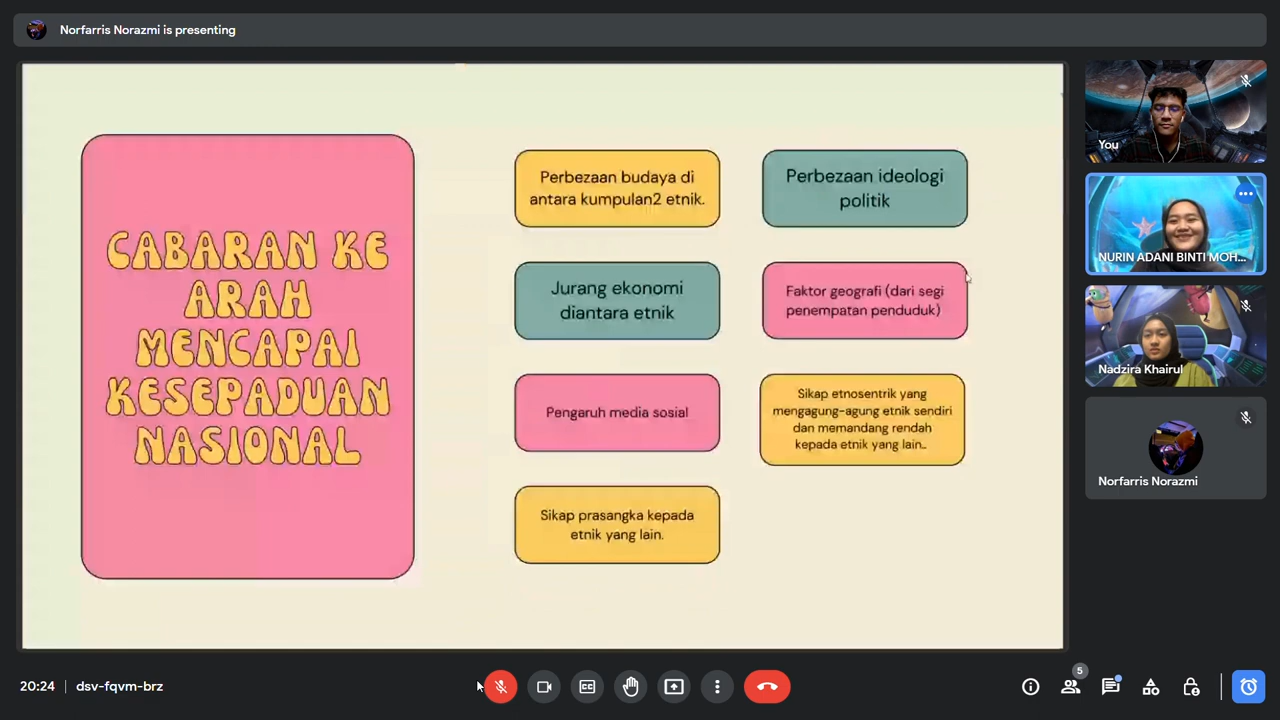 Norfarris Norazmi is presenting
CABARAN KE
ARAH
MENCAPAI
KESEPADUAN
NASIONAL
Perbezaan budaya di
antara kumpulan2 etnik.
Perbezaan ideologi
politik
Jurang ekonomi
diantara etnik
Faktor geografi (dari segi
penempatan penduduk)
Pengaruh media sosial
Sikap etnosentrik yang
mengagung-agung etnik sendiri
dan memandang rendah
kepada etnik yang lain..
Sikap prasangka kepada
etnik yang lain.
You
NURIN ADANI BINTI MOH...
Nadzira Khairul
Norfarris Norazmi
20:24 | dsv-fqvm-brz
5